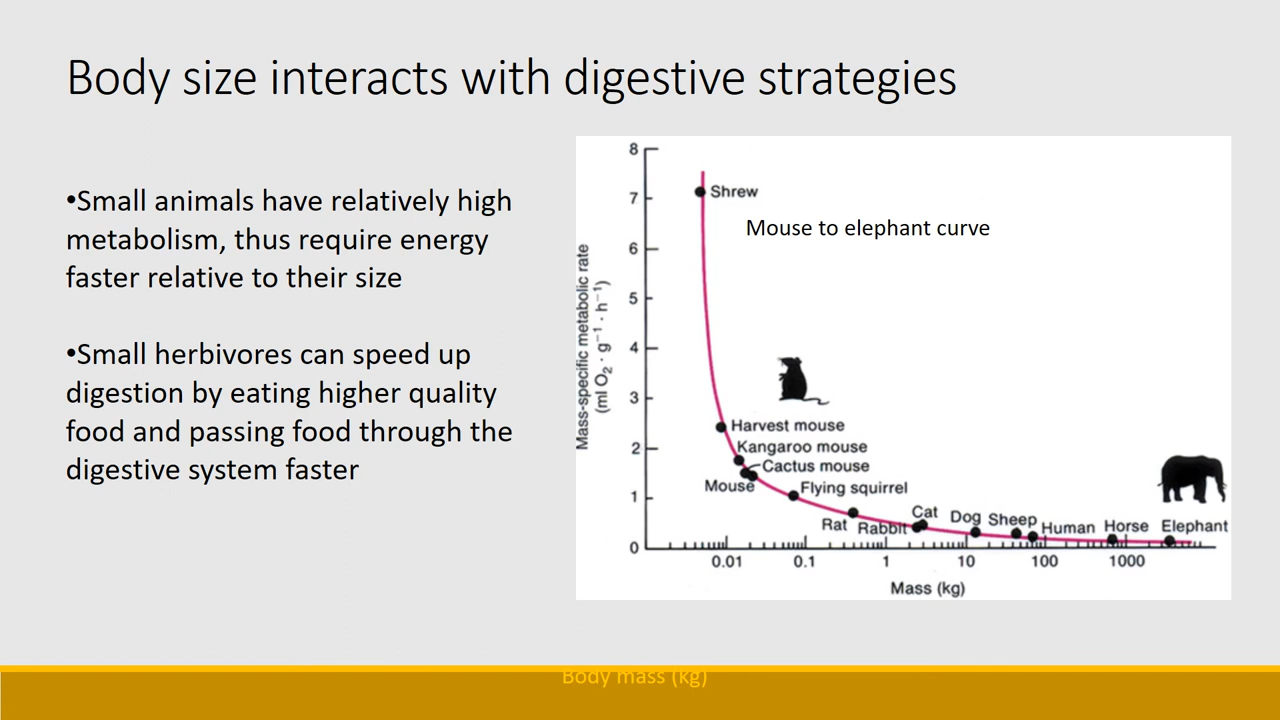 Body size interacts with digestive strategies
•Small animals have relatively high
metabolism, thus require energy
faster relative to their size
•Small herbivores can speed up
digestion by eating higher quality
food and passing food through the
digestive system faster
Mouse to elephant curve
Mass-specific metabolic rate
(ml O₂ · g⁻¹ · h⁻¹)
8
7
6
5
4
3
2
1
0
Shrew
Harvest mouse
Kangaroo mouse
Cactus mouse
Mouse
Flying squirrel
Rat
Rabbit
Cat
Dog
Sheep
Human
Horse
Elephant
0.01 0.1 1 10 100 1000
Mass (kg)
Body mass (kg)